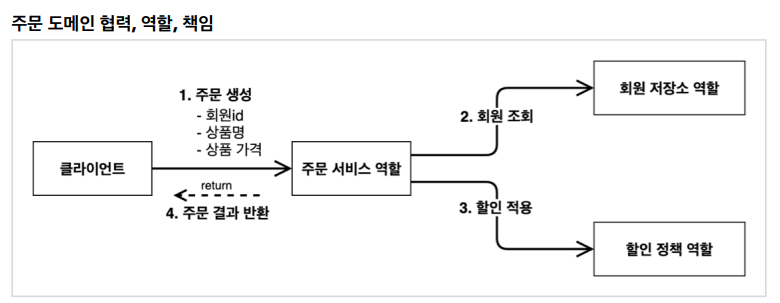 주문 도메인 협력, 역할, 책임
1. 주문 생성
- 회원id
- 상품명
- 상품 가격
클라이언트
주문 서비스 역할
return
4. 주문 결과 반환
2. 회원 조회
회원 저장소 역할
3. 할인 적용
할인 정책 역할